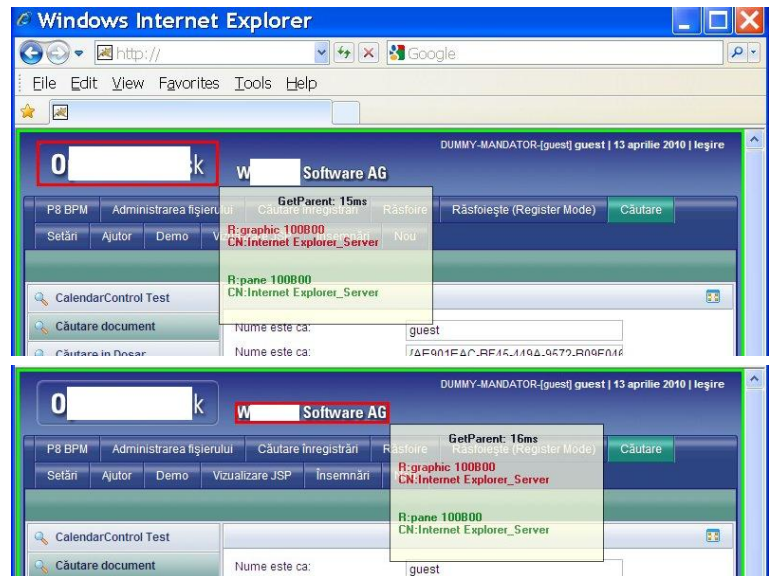 Windows Internet Explorer
http://
Google
File Edit View Favorites Tools Help
DUMMY-MANDATOR-[guest] guest | 13 aprilie 2010 | Ieşire
Software AG
GetParent: 15ms
P8 BPM Administrarea fişierului Căutare înregistrări Răsfoire Răsfoieşte (Register Mode) Căutare
Setări Ajutor Demo Însemnări Nou
R:graphic 100B00
CN:Internet Explorer_Server
R:pane 100B00
CN:Internet Explorer_Server
CalendarControl Test
Căutare document
Nume este ca: guest
Căutare in Dosar
Nume este ca:
DUMMY-MANDATOR-[guest] guest | 13 aprilie 2010 | Ieşire
Software AG
GetParent: 16ms
P8 BPM Administrarea fişierului Căutare înregistrări Răsfoire Răsfoieşte (Register Mode) Căutare
Setări Ajutor Demo Vizualizare JSP Însemnări
R:graphic 100B00
CN:Internet Explorer_Server
R:pane 100B00
CN:Internet Explorer_Server
CalendarControl Test
Căutare document
Nume este ca: guest